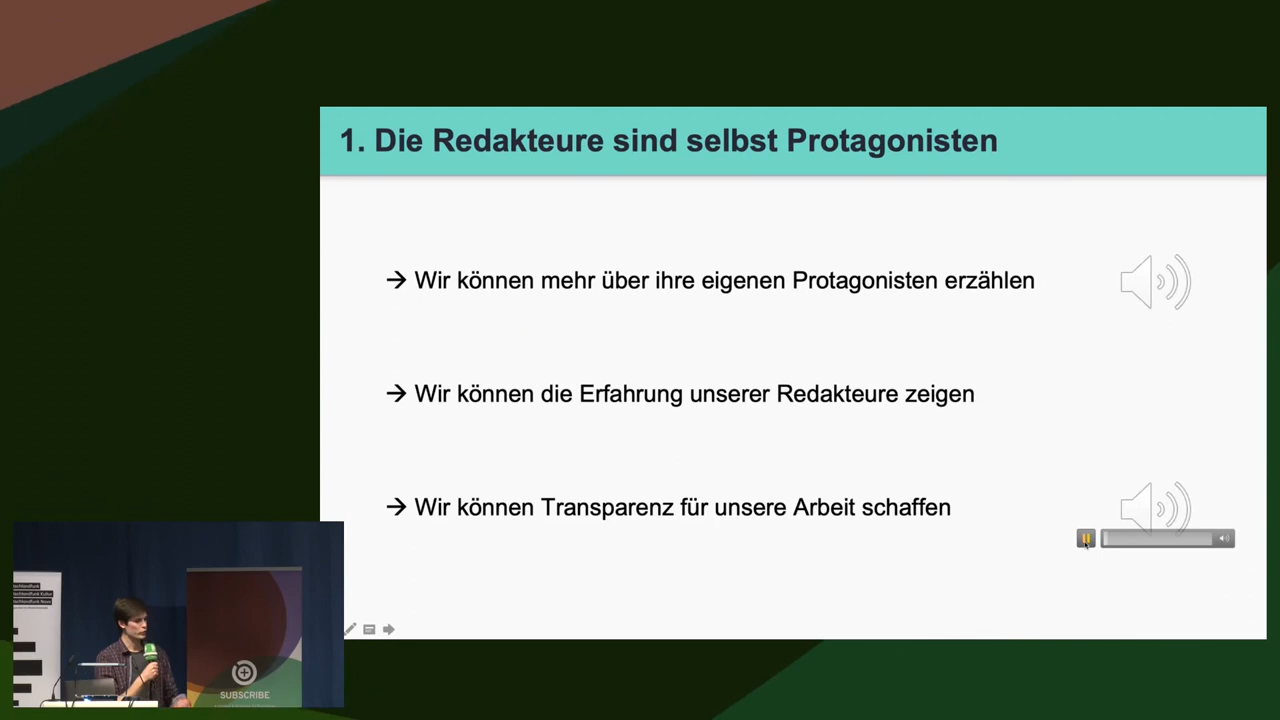 1. Die Redakteure sind selbst Protagonisten
→ Wir können mehr über ihre eigenen Protagonisten erzählen
→ Wir können die Erfahrung unserer Redakteure zeigen
→ Wir können Transparenz für unsere Arbeit schaffen
SUBSCRIBE